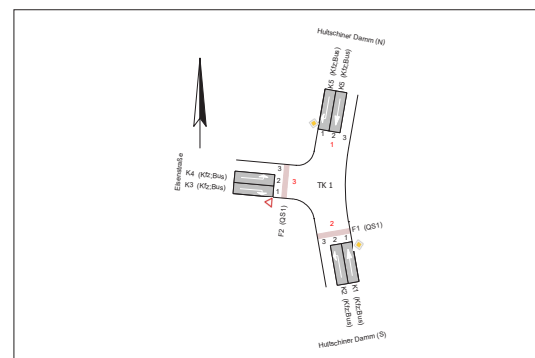 Hultschiner Damm (N)
K5 (Kfz;Bus)
K5 (Kfz;Bus)
1 2 3
1
Elsenstraße
K4 (Kfz;Bus)
K3 (Kfz;Bus)
3
2
1
3
TK 1
F2 (QS1)
2
F1 (QS1)
3 2 1
K2 (Kfz;Bus)
K1 (Kfz;Bus)
Hultschiner Damm (S)